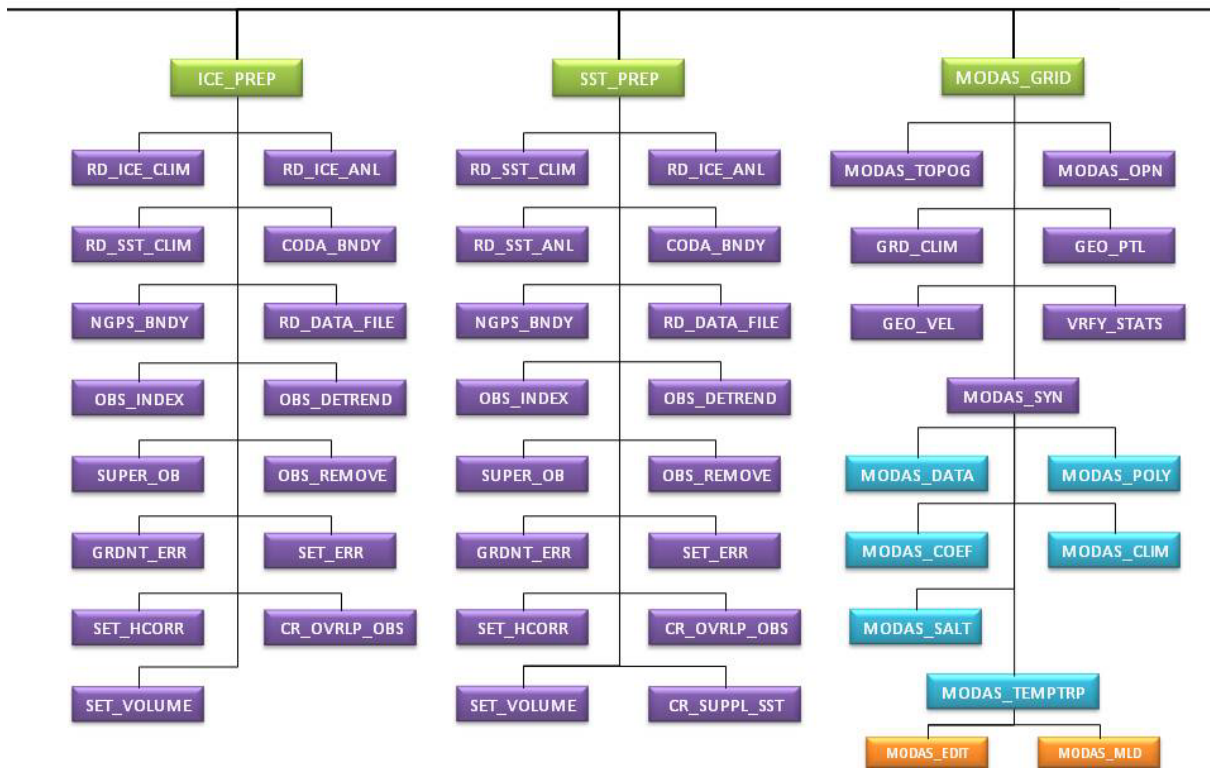 ICE_PREP
RD_ICE_CLIM
RD_ICE_ANL
RD_SST_CLIM
CODA_BNDY
NGPS_BNDY
RD_DATA_FILE
OBS_INDEX
OBS_DETREND
SUPER_OB
OBS_REMOVE
GRDNT_ERR
SET_ERR
SET_HCORR
CR_OVRLP_OBS
SET_VOLUME
SST_PREP
RD_SST_CLIM
RD_ICE_ANL
RD_SST_ANL
CODA_BNDY
NGPS_BNDY
RD_DATA_FILE
OBS_INDEX
OBS_DETREND
SUPER_OB
OBS_REMOVE
GRDNT_ERR
SET_ERR
SET_HCORR
CR_OVRLP_OBS
SET_VOLUME
CR_SUPPL_SST
MODAS_GRID
MODAS_TOPOG
MODAS_OPN
GRD_CLIM
GEO_PTL
GEO_VEL
VRFY_STATS
MODAS_SYN
MODAS_DATA
MODAS_POLY
MODAS_COEF
MODAS_CLIM
MODAS_SALT
MODAS_TEMPTRP
MODAS_EDIT
MODAS_MLD